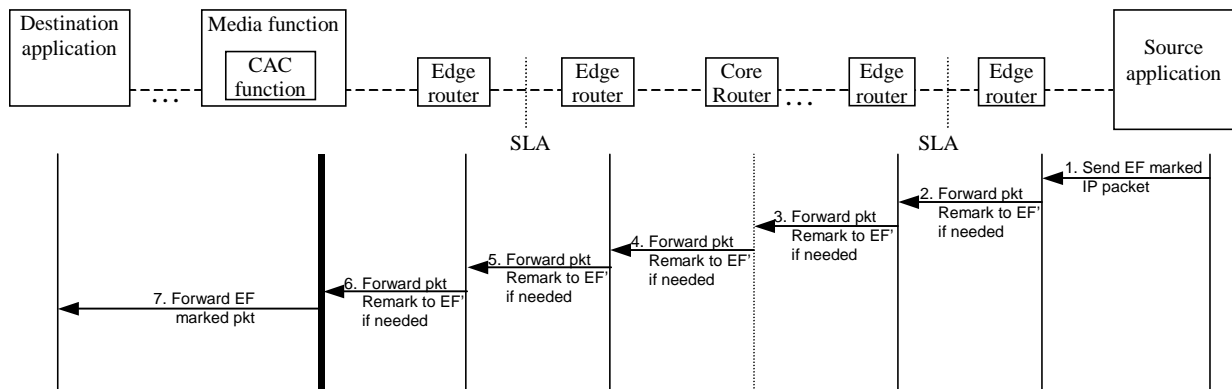 Destination
application
Media function
CAC
function
Edge
router
Edge
router
Core
Router
Edge
router
Edge
router
Source
application
...
...
SLA
SLA
1. Send EF marked
IP packet
2. Forward pkt
Remark to EF'
if needed
3. Forward pkt
Remark to EF'
if needed
4. Forward pkt
Remark to EF'
if needed
5. Forward pkt
Remark to EF'
if needed
6. Forward pkt
Remark to EF'
if needed
7. Forward EF
marked pkt